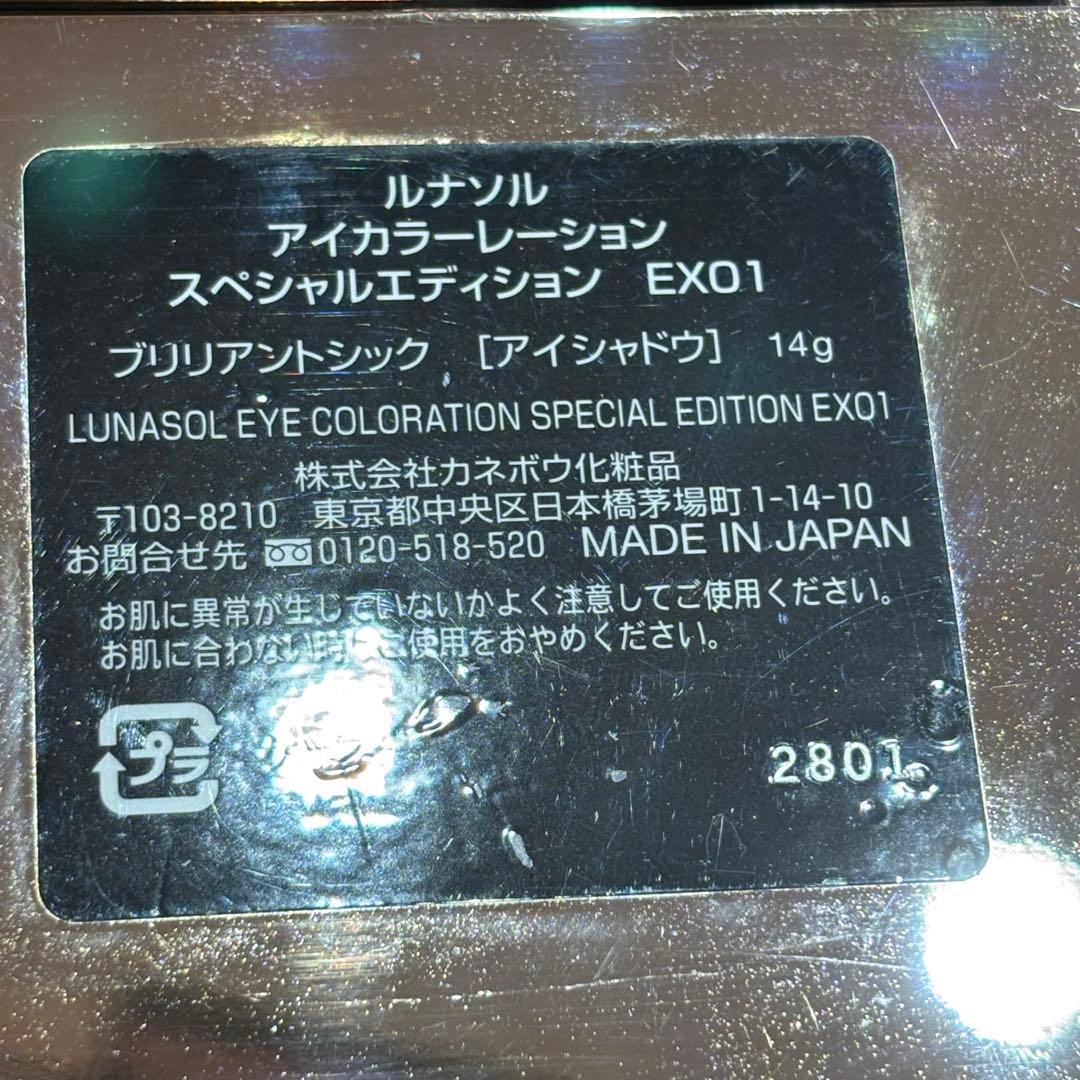 ルナソル
アイカラーレーション
スペシャルエディション EX01
ブリリアントシック [アイシャドウ] 14g
LUNASOL EYE COLORATION SPECIAL EDITION EX01
株式会社カネボウ化粧品
〒103-8210 東京都中央区日本橋茅場町1-14-10
お問合せ先 0120-518-520 MADE IN JAPAN
お肌に異常が生じていないかよく注意してご使用ください。
お肌に合わない時はご使用をおやめください。
プラ
2801